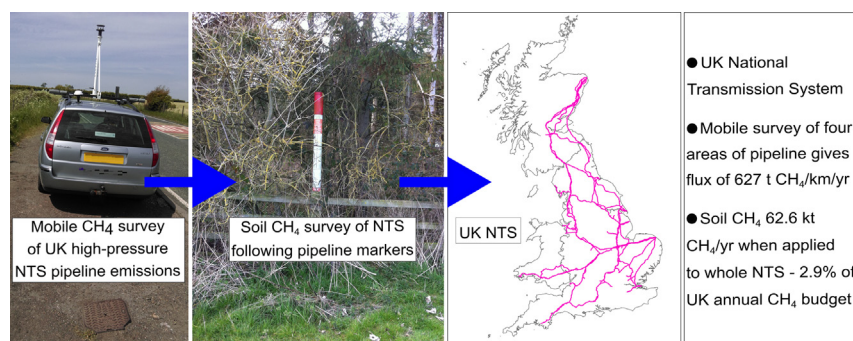 Mobile CH4 survey
of UK high-pressure
NTS pipeline emissions
Soil CH₄ survey of NTS
following pipeline markers
UK NTS
● UK National
Transmission System
● Mobile survey of four
areas of pipeline gives
flux of 627 t CH₄/km/yr
● Soil CH₄ 62.6 kt
CH₄/yr when applied
to whole NTS - 2.9% of
UK annual CH₄ budget